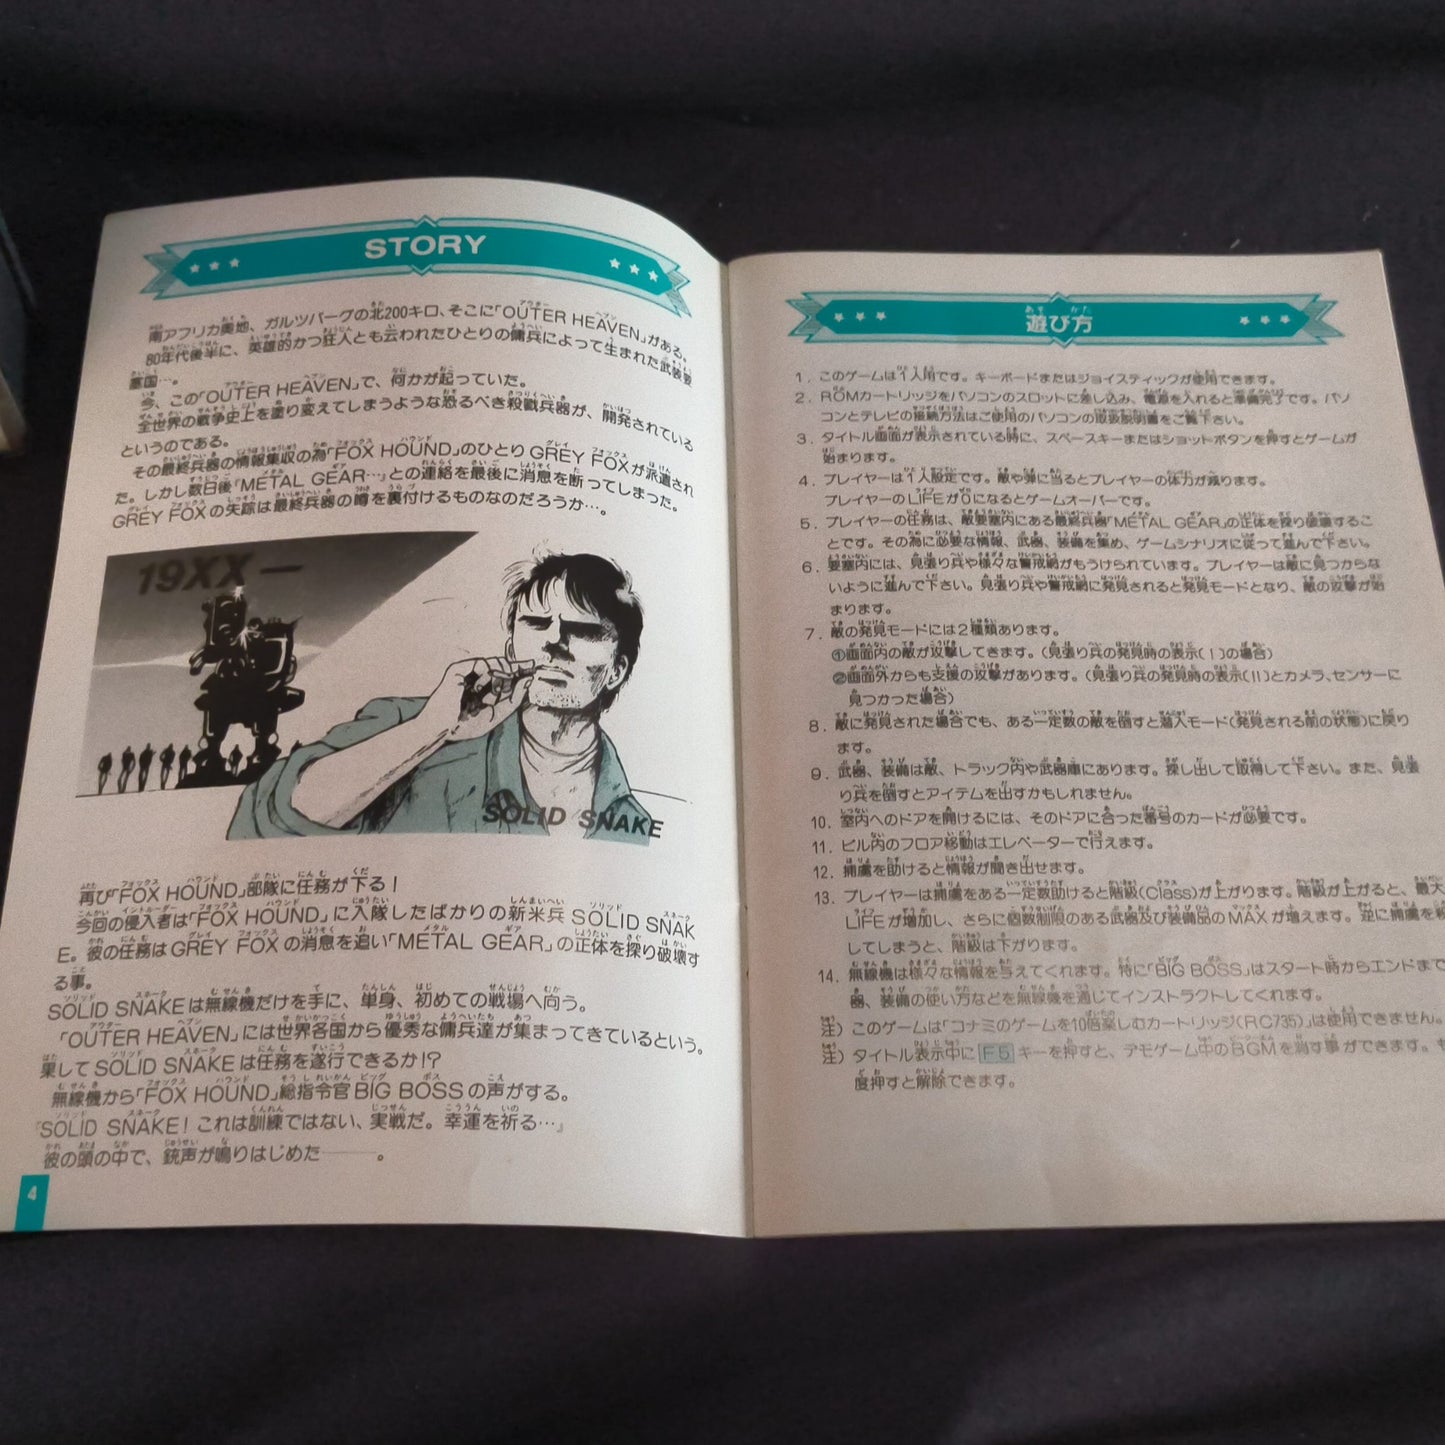 STORY
南アフリカ奥地、ガルツバーグの北200キロ、そこに「OUTER HEAVEN」がある。
80年代後半に、英雄的かつ狂人とも云われたひとりの傭兵によって生まれた武装要
塞国…。
今、この「OUTER HEAVEN」で、何かが起っていた。
全世界の戦争史上を塗り変えてしまうような恐るべき殺戮兵器が、開発されている
というのである。
その最終兵器の情報集収の為「FOX HOUND」のひとりGREY FOXが派遣され
た。しかし数日後「METAL GEAR…」との連絡を最後に消息を断ってしまった。
GREY FOXの失踪は最終兵器の噂を裏付けるものなのだろうか…。
19XX—
SOLID SNAKE
再び「FOX HOUND」部隊に任務が下る！
今回の侵入者は「FOX HOUND」に入隊したばかりの新米兵 SOLID SNAK
E。彼の任務はGREY FOXの消息を追い「METAL GEAR」の正体を探り破壊す
る事。
SOLID SNAKEは無線機だけを手に、単身、初めての戦場へ向う。
「OUTER HEAVEN」には世界各国から優秀な傭兵達が集まってきているという。
果してSOLID SNAKEは任務を遂行できるか!?
無線機から「FOX HOUND」総指令官BIG BOSSの声がする。
『SOLID SNAKE！これは訓練ではない、実戦だ。幸運を祈る…』
彼の頭の中で、銃声が鳴りはじめた――。
4
遊び方
1. このゲームは1人用です。キーボードまたはジョイスティックが使用できます。
2. ROMカートリッジをパソコンのスロットに差し込み、電源を入れると準備完了です。パソ
コンとテレビの接続方法はご使用のパソコンの取扱説明書をご覧下さい。
3. タイトル画面が表示されている時に、スペースキーまたはショットボタンを押すとゲームが
始まります。
4. プレイヤーは1人設定です。敵や弾に当るとプレイヤーの体力が減ります。
プレイヤーのLIFEが0になるとゲームオーバーです。
5. プレイヤーの任務は、敵要塞内にある最終兵器「METAL GEAR」の正体を探り破壊するこ
とです。その為に必要な情報、武器、装備を集め、ゲームシナリオに従って進んで下さい。
6. 要塞内には、見張り兵や様々な警戒網がもうけられています。プレイヤーは敵に見つからな
いように進んで下さい。見張り兵や警戒網に発見されると発見モードとなり、敵の攻撃が始
まります。
7. 敵の発見モードには2種類あります。
①画面内の敵が攻撃してきます。(見張り兵の発見時の表示(！)の場合)
②画面外からも支援の攻撃があります。(見張り兵の発見時の表示(!!)とカメラ、センサーに
見つかった場合)
8. 敵に発見された場合でも、ある一定数の敵を倒すと潜入モード(発見される前の状態)に戻り
ます。
9. 武器、装備は敵、トラック内や武器庫にあります。探し出して取得して下さい。また、見張
り兵を倒すとアイテムを出すかもしれません。
10. 室内へのドアを開けるには、そのドアに合った番号のカードが必要です。
11. ビル内のフロア移動はエレベーターで行えます。
12. 捕虜を助けると情報が聞き出せます。
13. プレイヤーは捕虜をある一定数助けると階級(Class)が上がります。階級が上がると、最大
LIFEが増加し、さらに個数制限のある武器及び装備品のMAXが増えます。逆に捕虜を殺
してしまうと、階級は下がります。
14. 無線機は様々な情報を与えてくれます。特に「BIG BOSS」はスタート時からエンドまで
器、装備の使い方などを無線機を通じてインストラクトしてくれます。
注）このゲームは「コナミのゲームを10倍楽しむカートリッジ(RC735)」は使用できません。
注）タイトル表示中にF5キーを押すと、デモゲーム中のBGMを消す事ができます。も
度押すと解除できます。